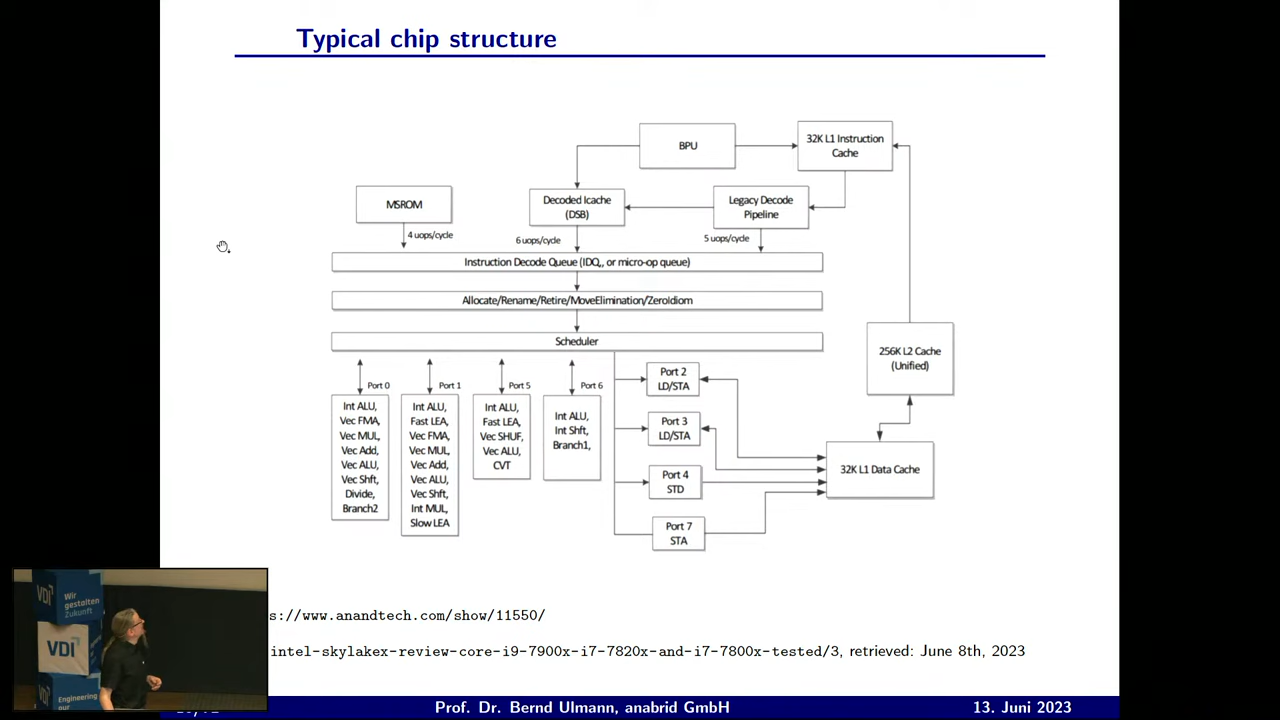 Typical chip structure
BPU
32K L1 Instruction
Cache
MSROM
Decoded Icache
(DSB)
Legacy Decode
Pipeline
4 uops/cycle
6 uops/cycle
5 uops/cycle
Instruction Decode Queue (IDQ,, or micro-op queue)
Allocate/Rename/Retire/MoveElimination/ZeroIdiom
Scheduler
256K L2 Cache
(Unified)
Port 0
Port 1
Port 5
Port 6
Int ALU,
Vec FMA,
Vec MUL,
Vec Add,
Vec ALU,
Vec Shft,
Divide,
Branch2
Int ALU,
Fast LEA,
Vec FMA,
Vec MUL,
Vec Add,
Vec ALU,
Vec Shft,
Int MUL,
Slow LEA
Int ALU,
Fast LEA,
Vec SHUF,
Vec ALU,
CVT
Int ALU,
Int Shft,
Branch1,
Port 2
LD/STA
Port 3
LD/STA
Port 4
STD
Port 7
STA
32K L1 Data Cache
s://www.anandtech.com/show/11550/
intel-skylakex-review-core-i9-7900x-i7-7820x-and-i7-7800x-tested/3, retrieved: June 8th, 2023
VDI
Wir
gestalten
Zukunft
VDI
Engineering
our
Prof. Dr. Bernd Ulmann, anabrid GmbH
13. Juni 2023